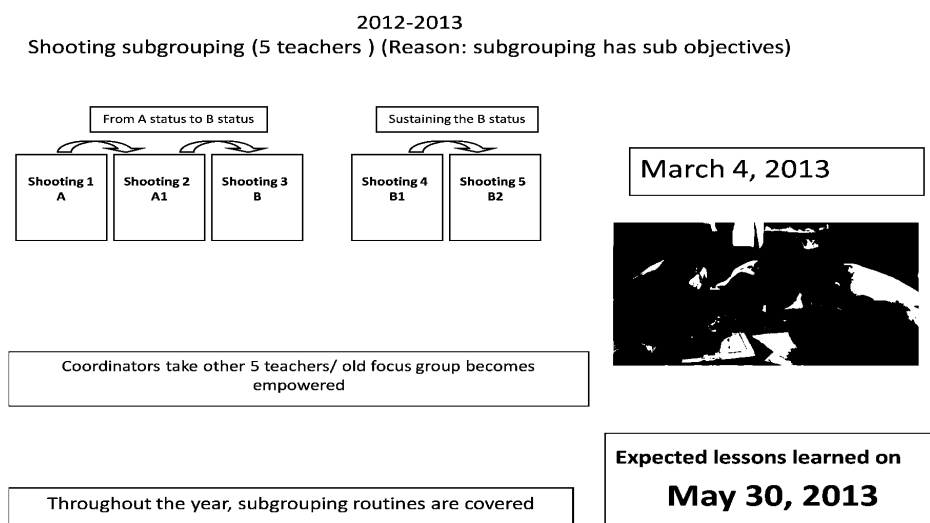 2012-2013
Shooting subgrouping (5 teachers ) (Reason: subgrouping has sub objectives)
From A status to B status
Sustaining the B status
Shooting 1
A
Shooting 2
A1
Shooting 3
B
Shooting 4
B1
Shooting 5
B2
March 4, 2013
Coordinators take other 5 teachers/ old focus group becomes
empowered
Expected lessons learned on
May 30, 2013
Throughout the year, subgrouping routines are covered